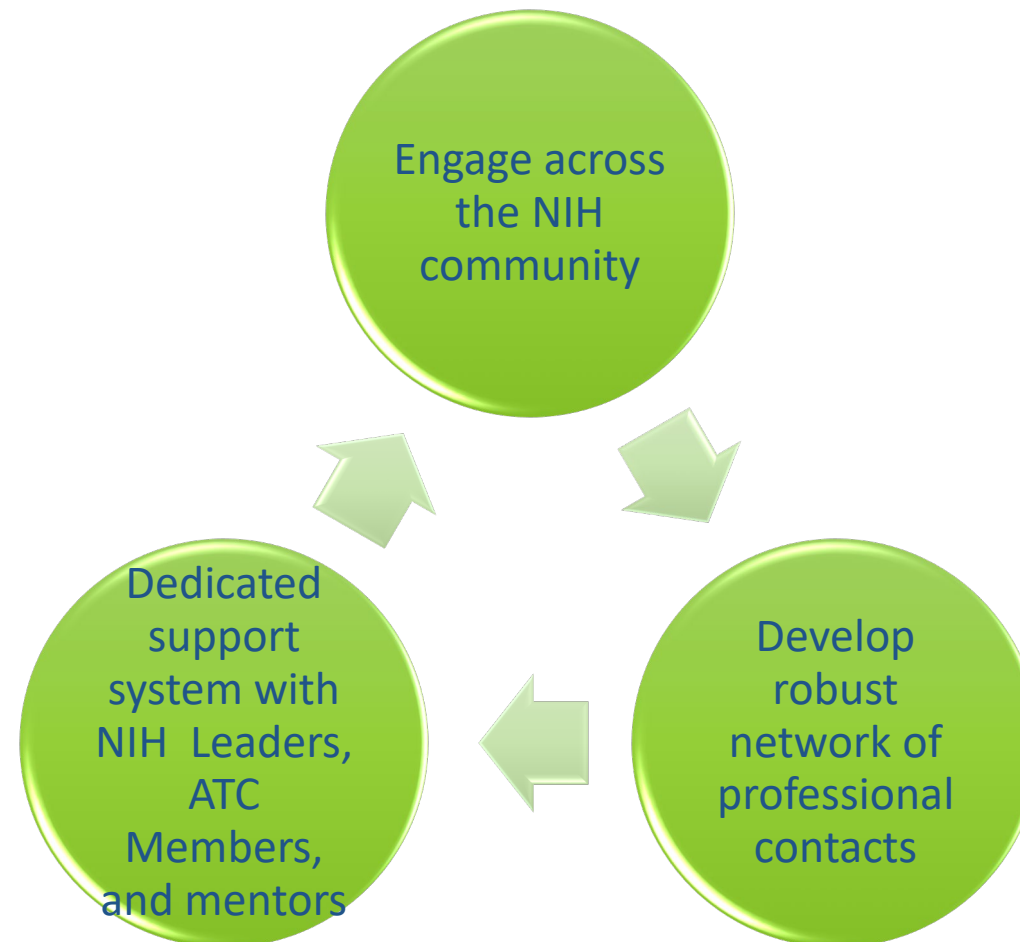 Engage across
the NIH
community
Dedicated
support
system with
NIH  Leaders,
ATC
Members,
and mentors
Develop
robust
network of
professional
contacts